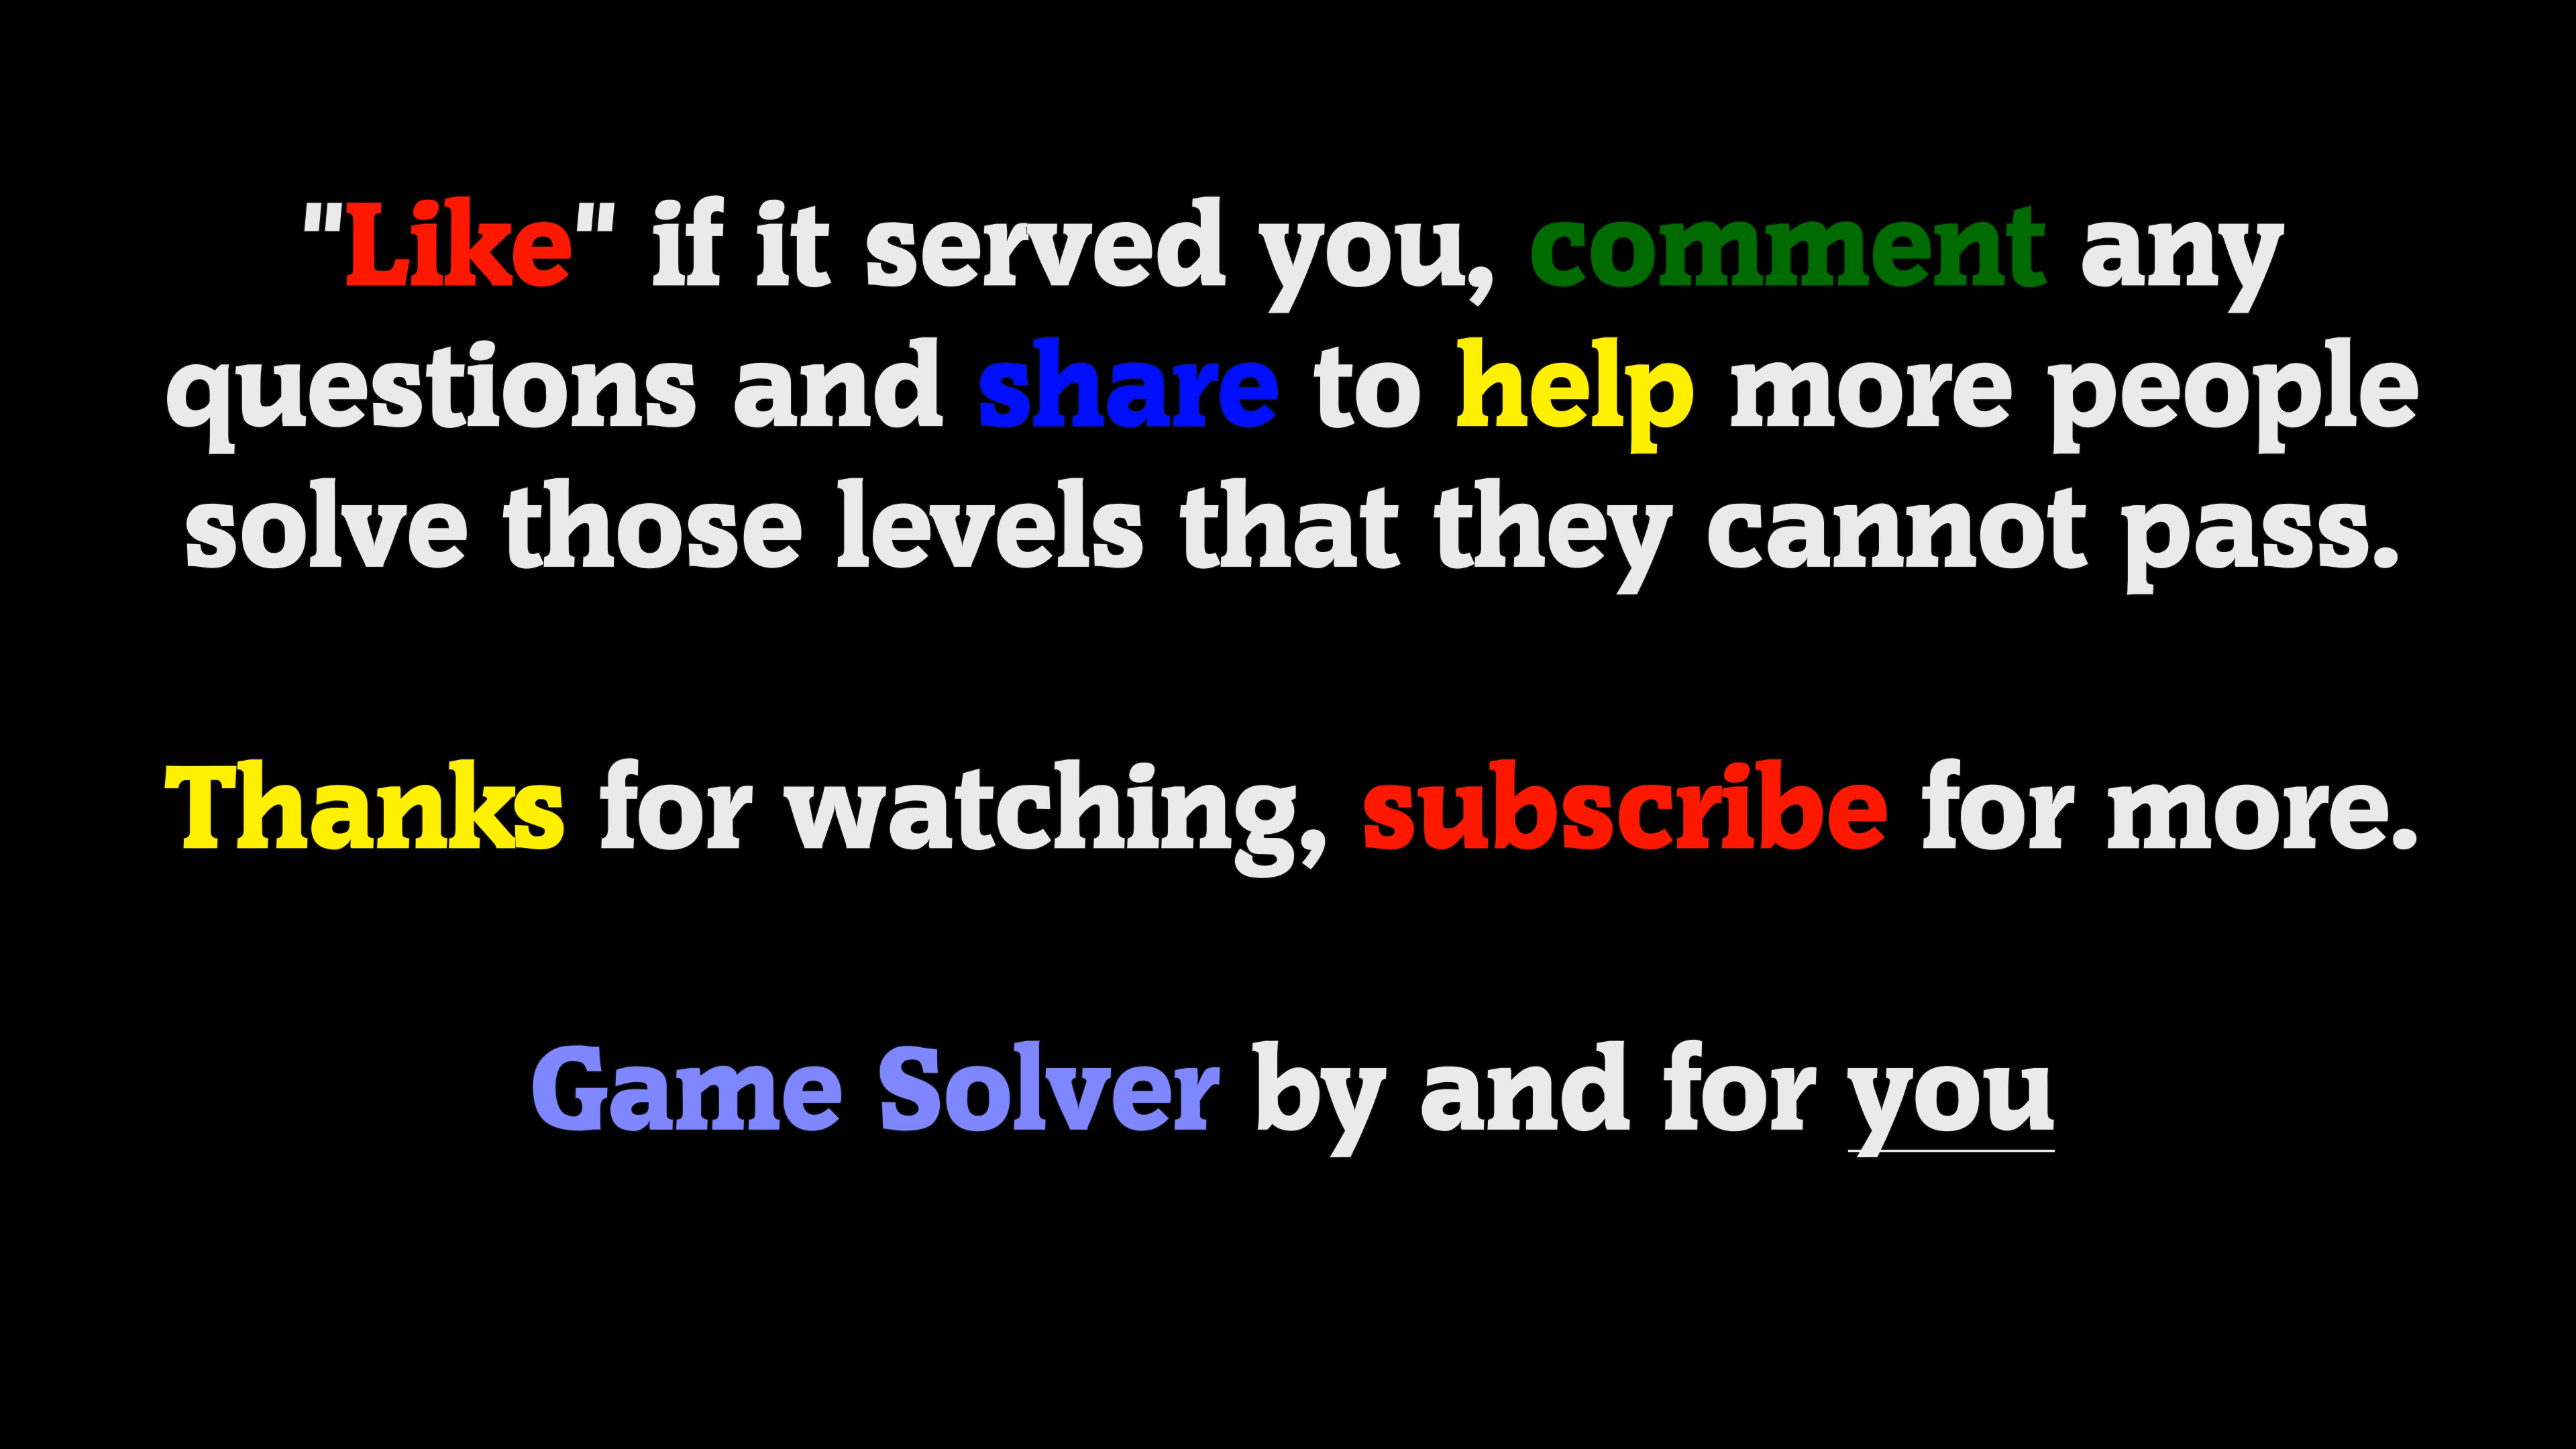 "Like" if it served you, comment any
questions and share to help more people
solve those levels that they cannot pass.
Thanks for watching, subscribe for more.
Game Solver by and for you